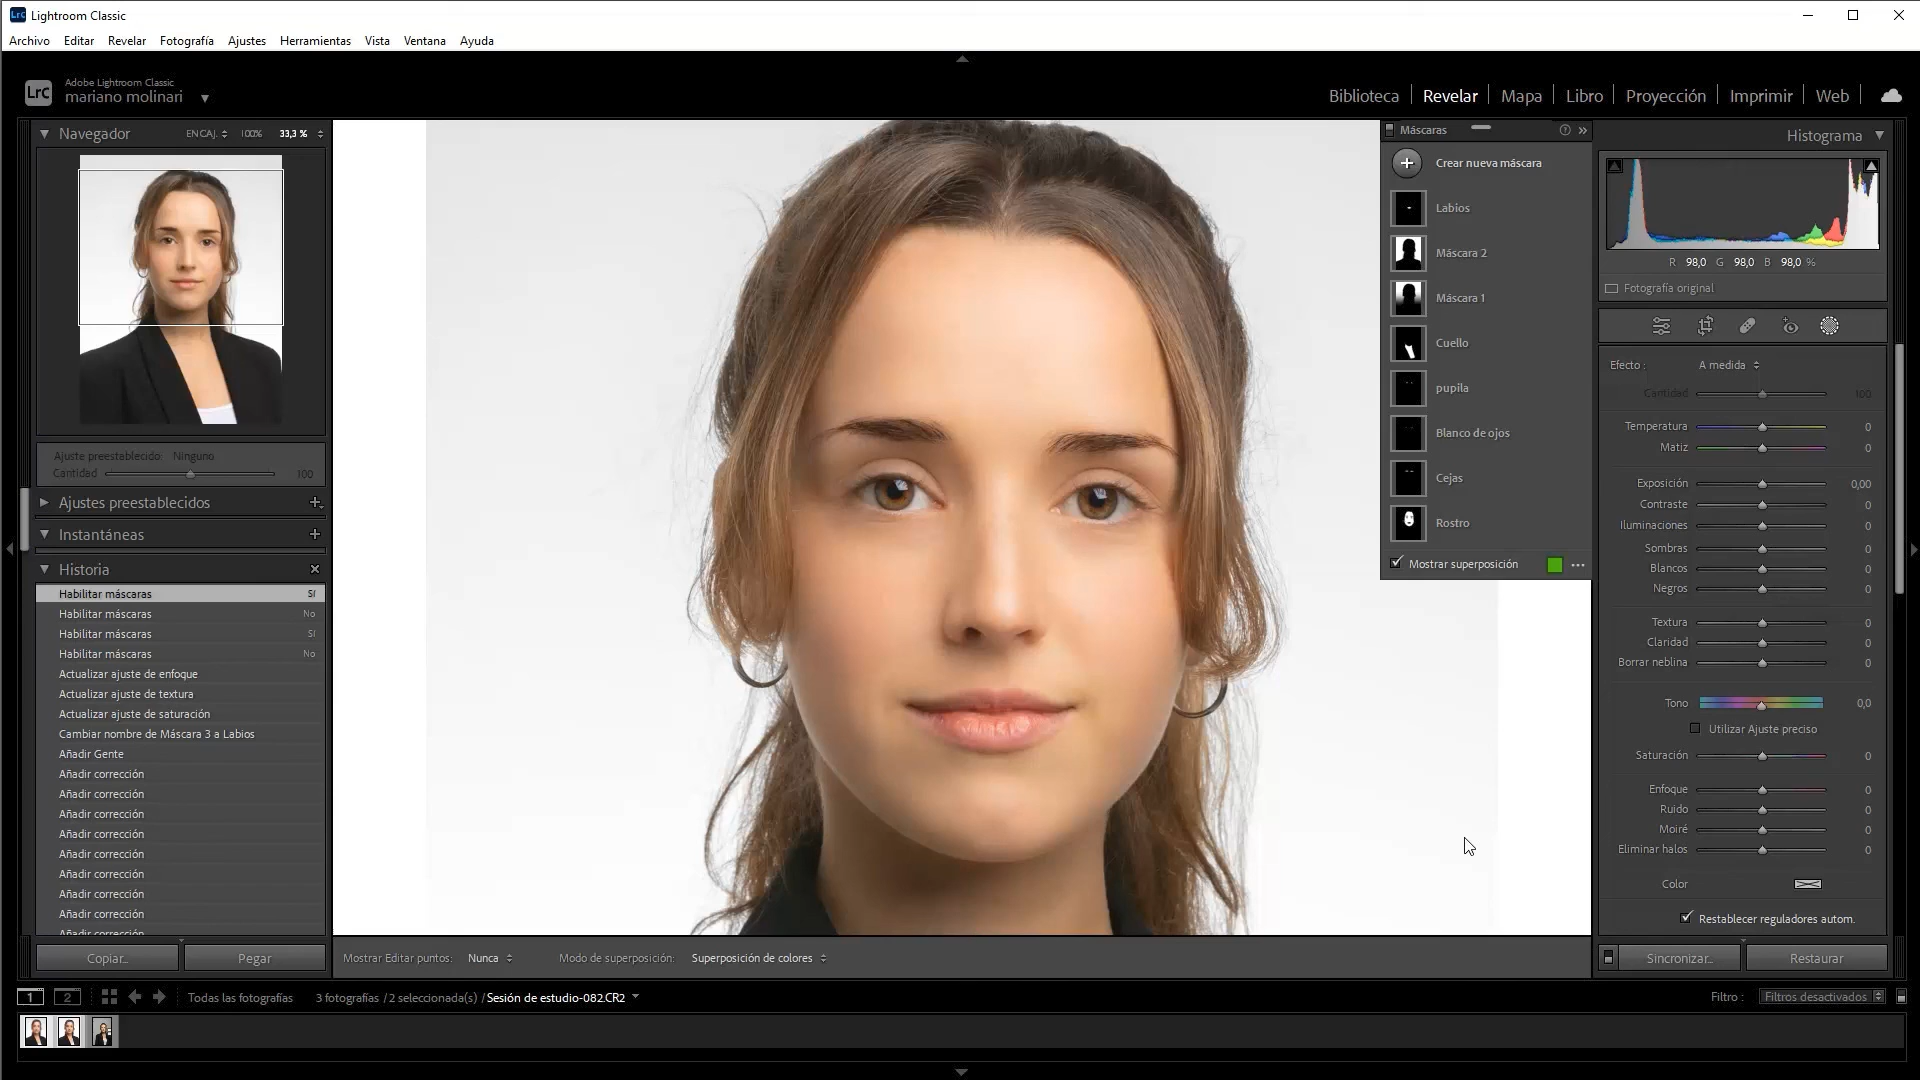 Lrc Lightroom Classic
Archivo Editar Revelar Fotografía Ajustes Herramientas Vista Ventana Ayuda
LrC
Adobe Lightroom Classic
mariano molinari
Biblioteca Revelar Mapa Libro Proyección Imprimir Web
Navegador ENCAJ. 100% 33,3 %
Ajuste preestablecido: Ninguno
Cantidad 100
Ajustes preestablecidos
Instantáneas
Historia
Habilitar máscaras Sí
Habilitar máscaras No
Habilitar máscaras Sí
Habilitar máscaras No
Actualizar ajuste de enfoque
Actualizar ajuste de textura
Actualizar ajuste de saturación
Cambiar nombre de Máscara 3 a Labios
Añadir Gente
Añadir corrección
Añadir corrección
Añadir corrección
Añadir corrección
Añadir corrección
Añadir corrección
Añadir corrección
Añadir corrección
Añadir corrección
Copiar... Pegar
Máscaras
Crear nueva máscara
Labios
Máscara 2
Máscara 1
Cuello
pupila
Blanco de ojos
Cejas
Rostro
Mostrar superposición
Histograma
R 98,0 G 98,0 B 98,0 %
Fotografía original
Efecto : A medida
Cantidad 100
Temperatura 0
Matiz 0
Exposición 0,00
Contraste 0
Iluminaciones 0
Sombras 0
Blancos 0
Negros 0
Textura 0
Claridad 0
Borrar neblina 0
Tono 0,0
Utilizar Ajuste preciso
Saturación 0
Enfoque 0
Ruido 0
Moiré 0
Eliminar halos 0
Color
Restablecer reguladores autom.
Sincronizar... Restaurar
Mostrar Editar puntos: Nunca Modo de superposición: Superposición de colores
1 2 Todas las fotografías 3 fotografías /2 seleccionada(s) /Sesión de estudio-082.CR2 Filtro : Filtros desactivados